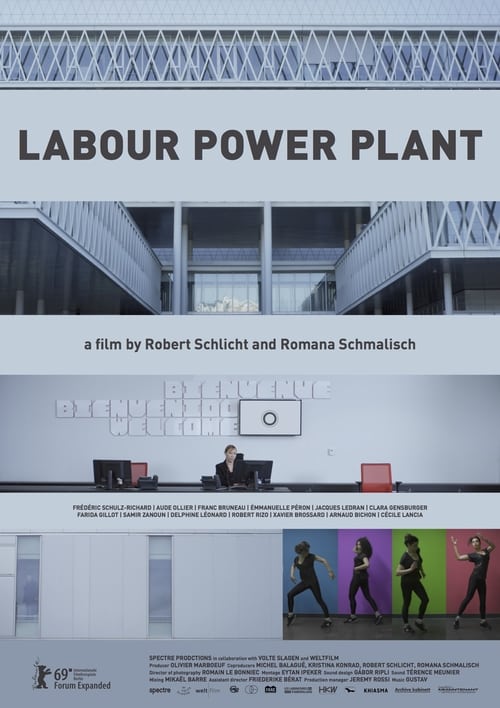 LABOUR POWER PLANT
a film by Robert Schlicht and Romana Schmalisch
BIENVENUE
BIENVENIDO
WELCOME
FRÉDÉRIC SCHULZ-RICHARD | AUDE OLLIER | FRANC BRUNEAU | ÉMMANUELLE PÉRON | JACQUES LEDRAN | CLARA GENSBURGER
FARIDA GILLOT | SAMIR ZANOUN | DELPHINE LÉONARD | ROBERT RIZO | XAVIER BROSSARD | ARNAUD BICHON | CÉCILE LANCIA
69 Internationale
Filmfestspiele
Berlin
Forum Expanded
SPECTRE PRODCTIONS in collaboration with VOLTE SLAGEN and WELTFILM
Producer OLIVIER MARBOEUF Coproducers MICHEL BALAGUÉ, KRISTINA KONRAD, ROBERT SCHLICHT, ROMANA SCHMALISCH
Director of photography ROMAIN LE BONNIEC Montage EYTAN IPEKER Sound design GÁBOR RIPLI Sound TÉRENCE MEUNIER
Mixing MIKAËL BARRE Assistant director FRIEDERIKE BÉRAT Production manager JEREMY ROSSI Music GUSTAV
spectre weltfilm HKW KHIASMA Archive kabinett